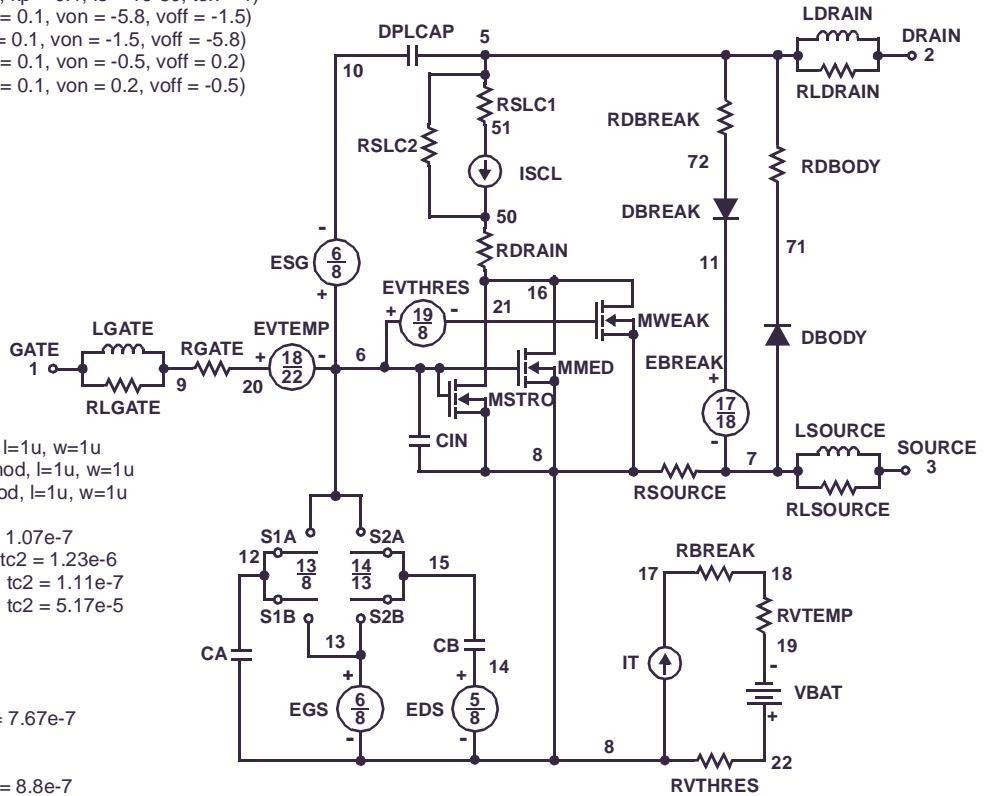 = 0.1, von = -5.8, voff = -1.5)
= 0.1, von = -1.5, voff = -5.8)
= 0.1, von = -0.5, voff = 0.2)
= 0.1, von = 0.2, voff = -0.5)
LDRAIN
DPLCAP
5
DRAIN
2
10
RLDRAIN
RSLC1
51
RDBREAK
RSLC2
72
RDBODY
ISCL
50
DBREAK
RDRAIN
71
-
ESG
6
8
+
11
EVTHRES
16
21
+
19
8
-
MWEAK
LGATE
EVTEMP
GATE
1
RGATE
+
18
22
-
6
DBODY
EBREAK
MMED
9
20
+
17
18
-
MSTRO
RLGATE
CIN
LSOURCE
SOURCE
3
8
7
RSOURCE
RLSOURCE
l=1u, w=1u
nod, l=1u, w=1u
od, l=1u, w=1u
= 1.07e-7
tc2 = 1.23e-6
tc2 = 1.11e-7
tc2 = 5.17e-5
S1A
S2A
12
13
8
14
13
15
S1B
S2B
13
RBREAK
17
18
RVTEMP
19
CA
CB
14
IT
-
VBAT
+
+
EGS
6
8
-
+
EDS
5
8
-
8
22
RVTHRES
= 7.67e-7
= 8.8e-7